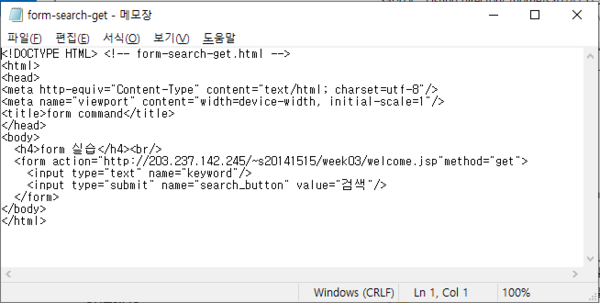 form-search-get - 메모장
파일(F) 편집(E) 서식(O) 보기(V) 도움말
<!DOCTYPE HTML> <!-- form-search-get.html -->
<html>
<head>
<meta http-equiv="Content-Type" content="text/html; charset=utf-8"/>
<meta name="viewport" content="width=device-width, initial-scale=1"/>
<title>form command</title>
</head>
<body>
  <h4>form 실습</h4><br/>
  <form action="http://203.237.142.245/~s20141515/week03/welcome.jsp"method="get">
    <input type="text" name="keyword"/>
    <input type="submit" name="search_button" value="검색"/>
  </form>
</body>
</html>
Windows (CRLF) Ln 1, Col 1 100%